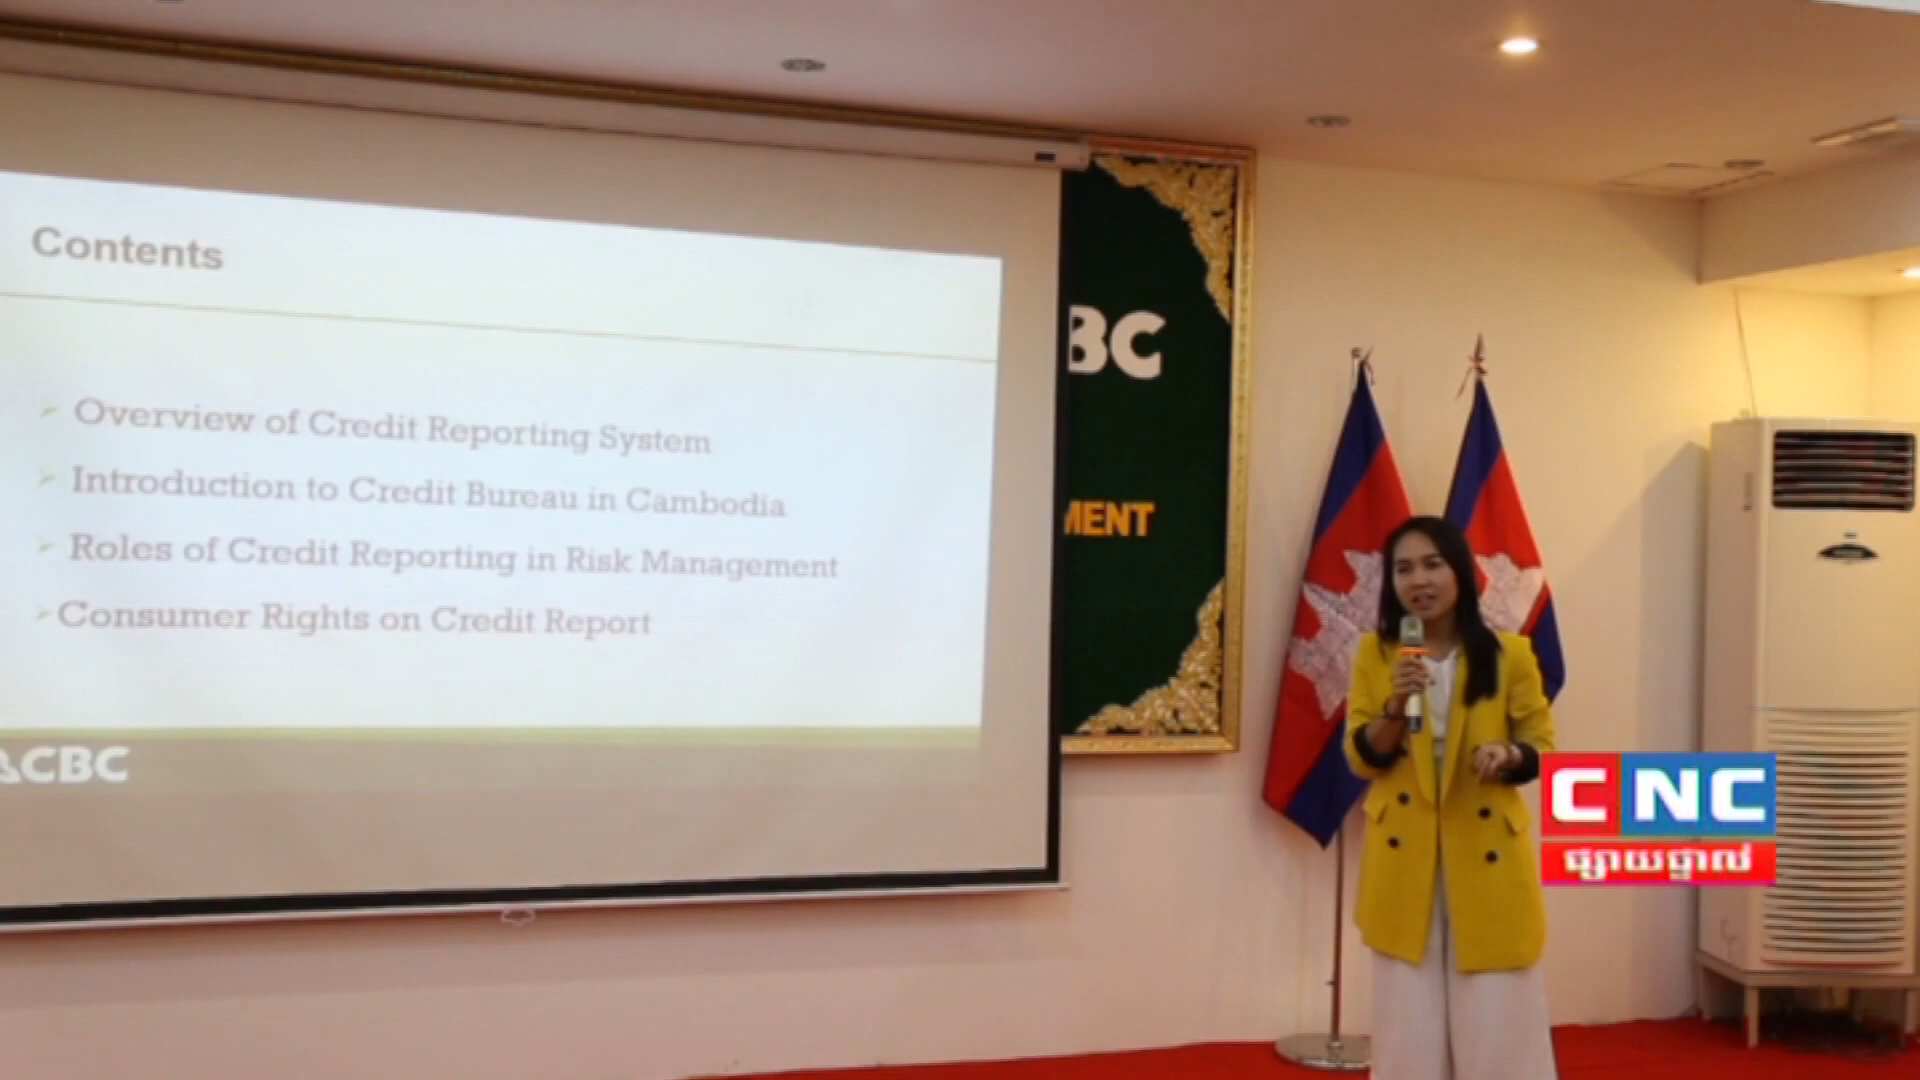 Contents
Overview of Credit Reporting System
Introduction to Credit Bureau in Cambodia
Roles of Credit Reporting in Risk Management
Consumer Rights on Credit Report
CBC
BC
MENT
CNC
ផ្សាយផ្ទាល់